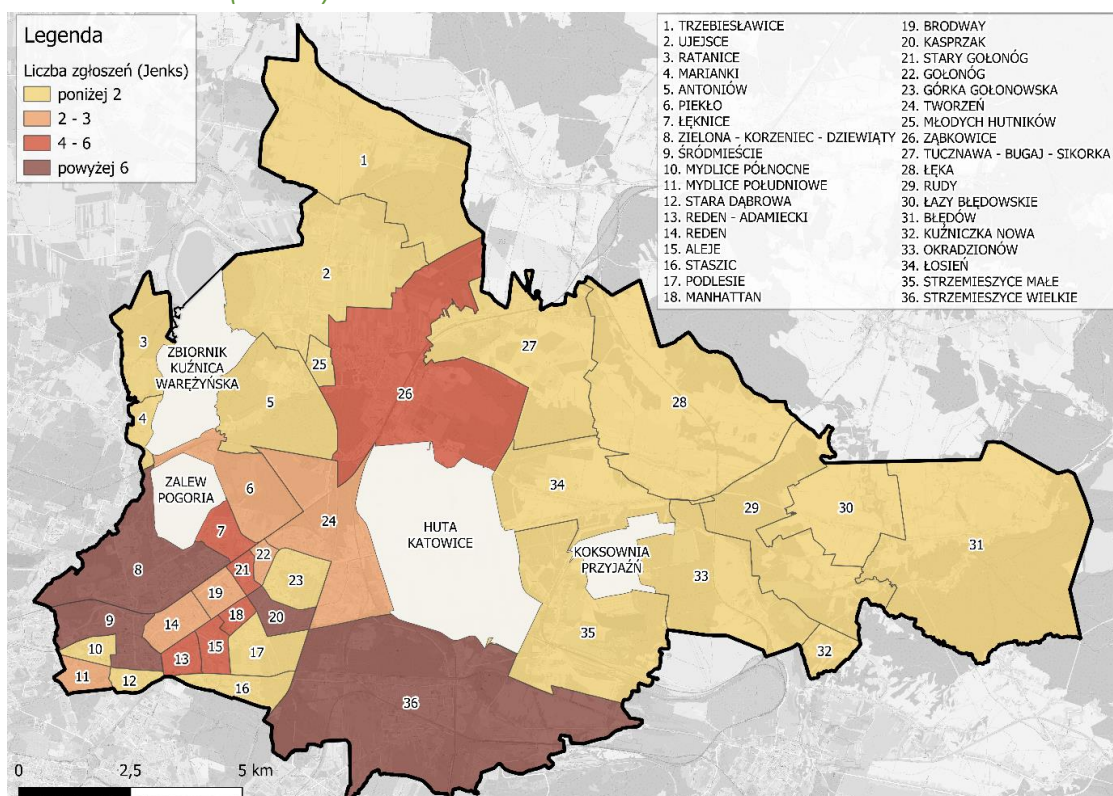 Legenda
Liczba zgłoszeń (Jenks)
poniżej 2
2 - 3
4 - 6
powyżej 6
1. TRZEBIESŁAWICE
2. UJEJSCE
3. RATANICE
4. MARIANKI
5. ANTONIÓW
6. PIEKŁO
7. ŁĘKNICE
8. ZIELONA - KORZENIEC - DZIEWIĄTY
9. ŚRÓDMIEŚCIE
10. MYDLICE PÓŁNOCNE
11. MYDLICE POŁUDNIOWE
12. STARA DĄBROWA
13. REDEN - ADAMIECKI
14. REDEN
15. ALEJE
16. STASZIC
17. PODLESIE
18. MANHATTAN
19. BRODWAY
20. KASPRZAK
21. STARY GOŁONÓG
22. GOŁONÓG
23. GÓRKA GOŁONOWSKA
24. TWORZEŃ
25. MŁODYCH HUTNIKÓW
26. ZĄBKOWICE
27. TUCZNAWA - BUGAJ - SIKORKA
28. ŁĘKA
29. RUDY
30. ŁAZY BŁĘDOWSKIE
31. BŁĘDÓW
32. KUŹNICZKA NOWA
33. OKRADZIONÓW
34. ŁOSIEŃ
35. STRZEMIESZYCE MAŁE
36. STRZEMIESZYCE WIELKIE
1
2
3
ZBIORNIK
KUŹNICA
WARĘŻYŃSKA
27
25
26
5
28
4
ZALEW
POGORIA
6
34
24
29
30
HUTA
KATOWICE
7
KOKSOWNIA
PRZYJAŹŃ
31
22
8
21
23
33
19
18
20
9
14
15
17
35
10
13
32
11
12
16
36
0
2,5
5 km